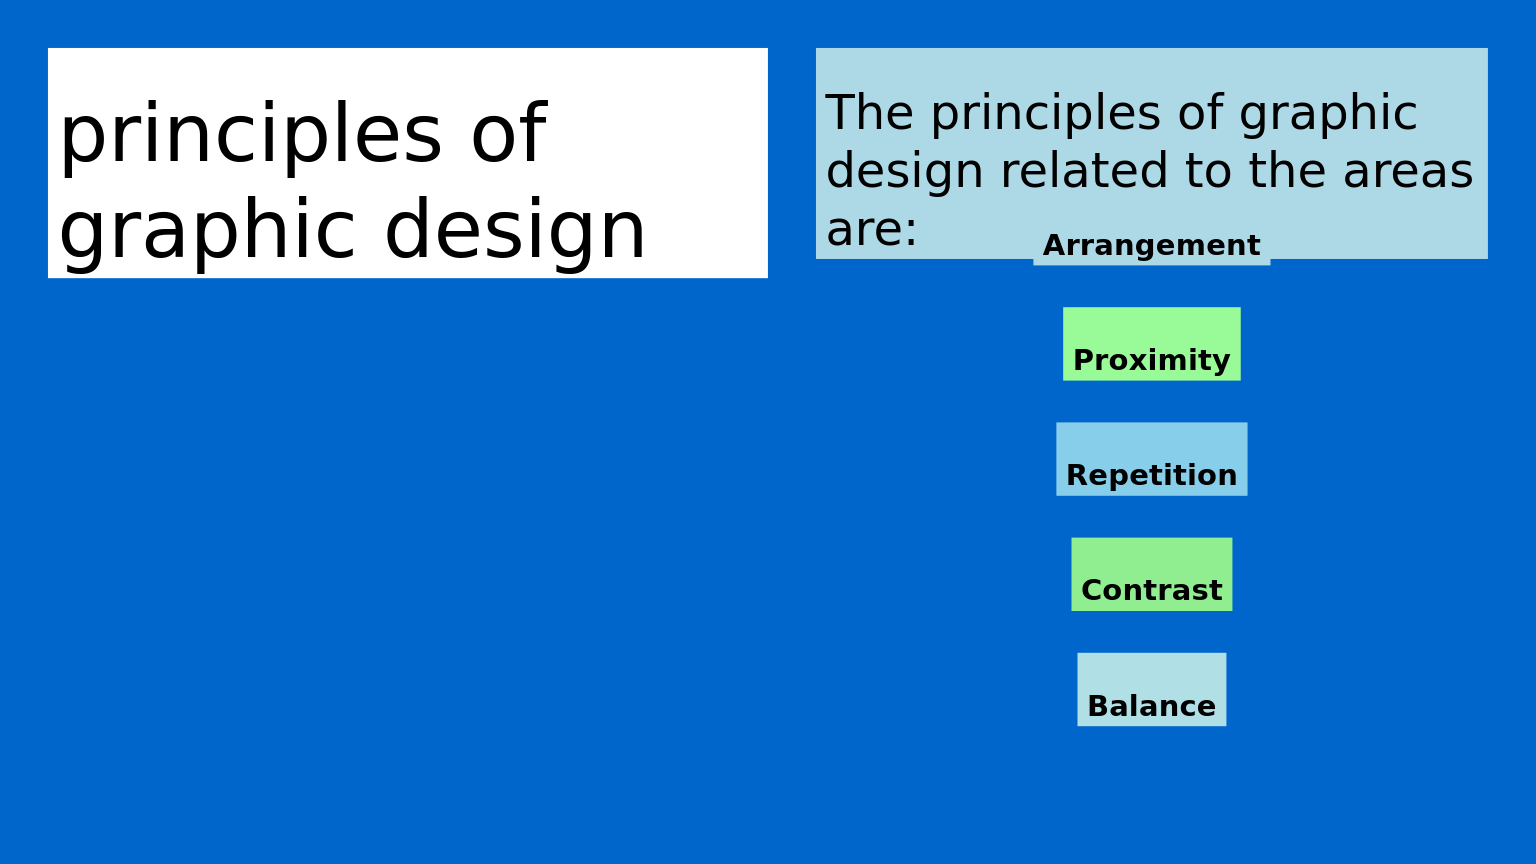 principles of
graphic design
The principles of graphic
design related to the areas
are:
Arrangement
Proximity
Repetition
Contrast
Balance